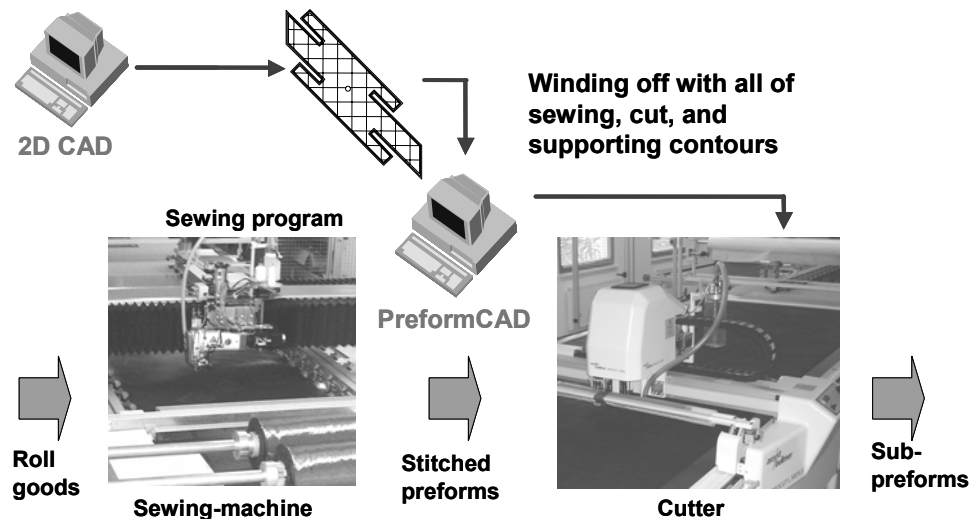 2D CAD
Winding off with all of
sewing, cut, and
supporting contours
Sewing program
PreformCAD
Roll
goods
Sewing-machine
Stitched
preforms
Cutter
Sub-
preforms